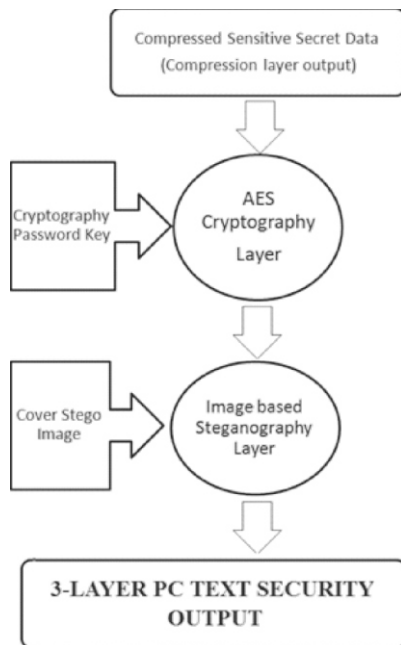 Compressed Sensitive Secret Data
(Compression layer output)
Cryptography
Password Key
AES
Cryptography
Layer
Cover Stego
Image
Image based
Steganography
Layer
3-LAYER PC TEXT SECURITY
OUTPUT